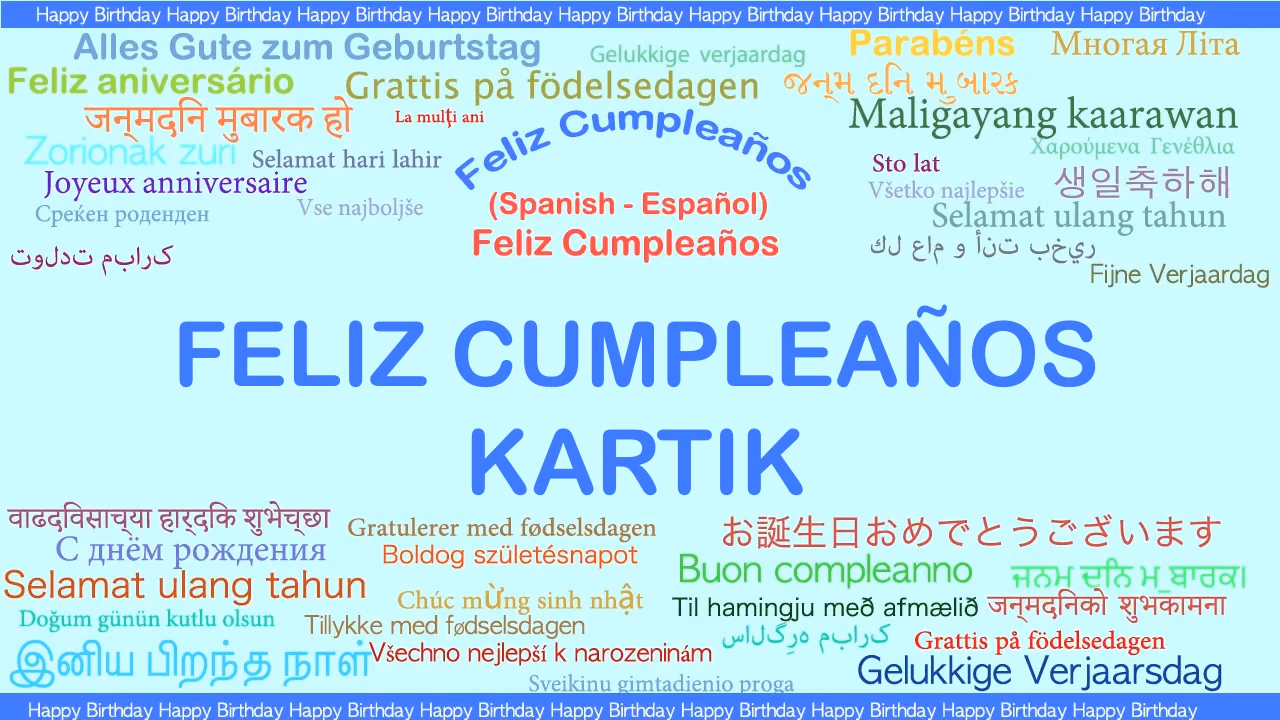 Happy Birthday Happy Birthday Happy Birthday Happy Birthday Happy Birthday Happy Birthday Happy Birthday Happy Birthday Happy Birthday
Alles Gute zum Geburtstag
Gelukkige verjaardag
Parabéns
Многая Літа
Feliz aniversário
Grattis på födelsedagen
જન્મ દિન મુબારક
जन्मदिन मुबारक हो
La mulţi ani
Feliz Cumpleaños
Maligayang kaarawan
Zorionak zuri
Selamat hari lahir
Sto lat
Χαρούμενα Γενέθλια
Joyeux anniversaire
(Spanish - Español)
Všetko najlepšie
생일축하해
Среќен роденден
Vse najboljše
Selamat ulang tahun
تولدت مبارک
Feliz Cumpleaños
كل عام و أنت بخير
Fijne Verjaardag
FELIZ CUMPLEAÑOS
KARTIK
वाढदिवसाच्या हार्दिक शुभेच्छा
Gratulerer med fødselsdagen
お誕生日おめでとうございます
С днём рождения
Boldog születésnapot
Buon compleanno
ਜਨਮ ਦਿਨ ਮੁਬਾਰਕ।
Selamat ulang tahun
Chúc mừng sinh nhật
Til hamingju með afmælið
जन्मदिनको शुभकामना
Doğum günün kutlu olsun
Tillykke med fødselsdagen
سالگرہ مبارک
Grattis på födelsedagen
இனிய பிறந்த நாள்
Všechno nejlepší k narozeninám
Gelukkige Verjaarsdag
Sveikinu gimtadienio proga
Happy Birthday Happy Birthday Happy Birthday Happy Birthday Happy Birthday Happy Birthday Happy Birthday Happy Birthday Happy Birthday